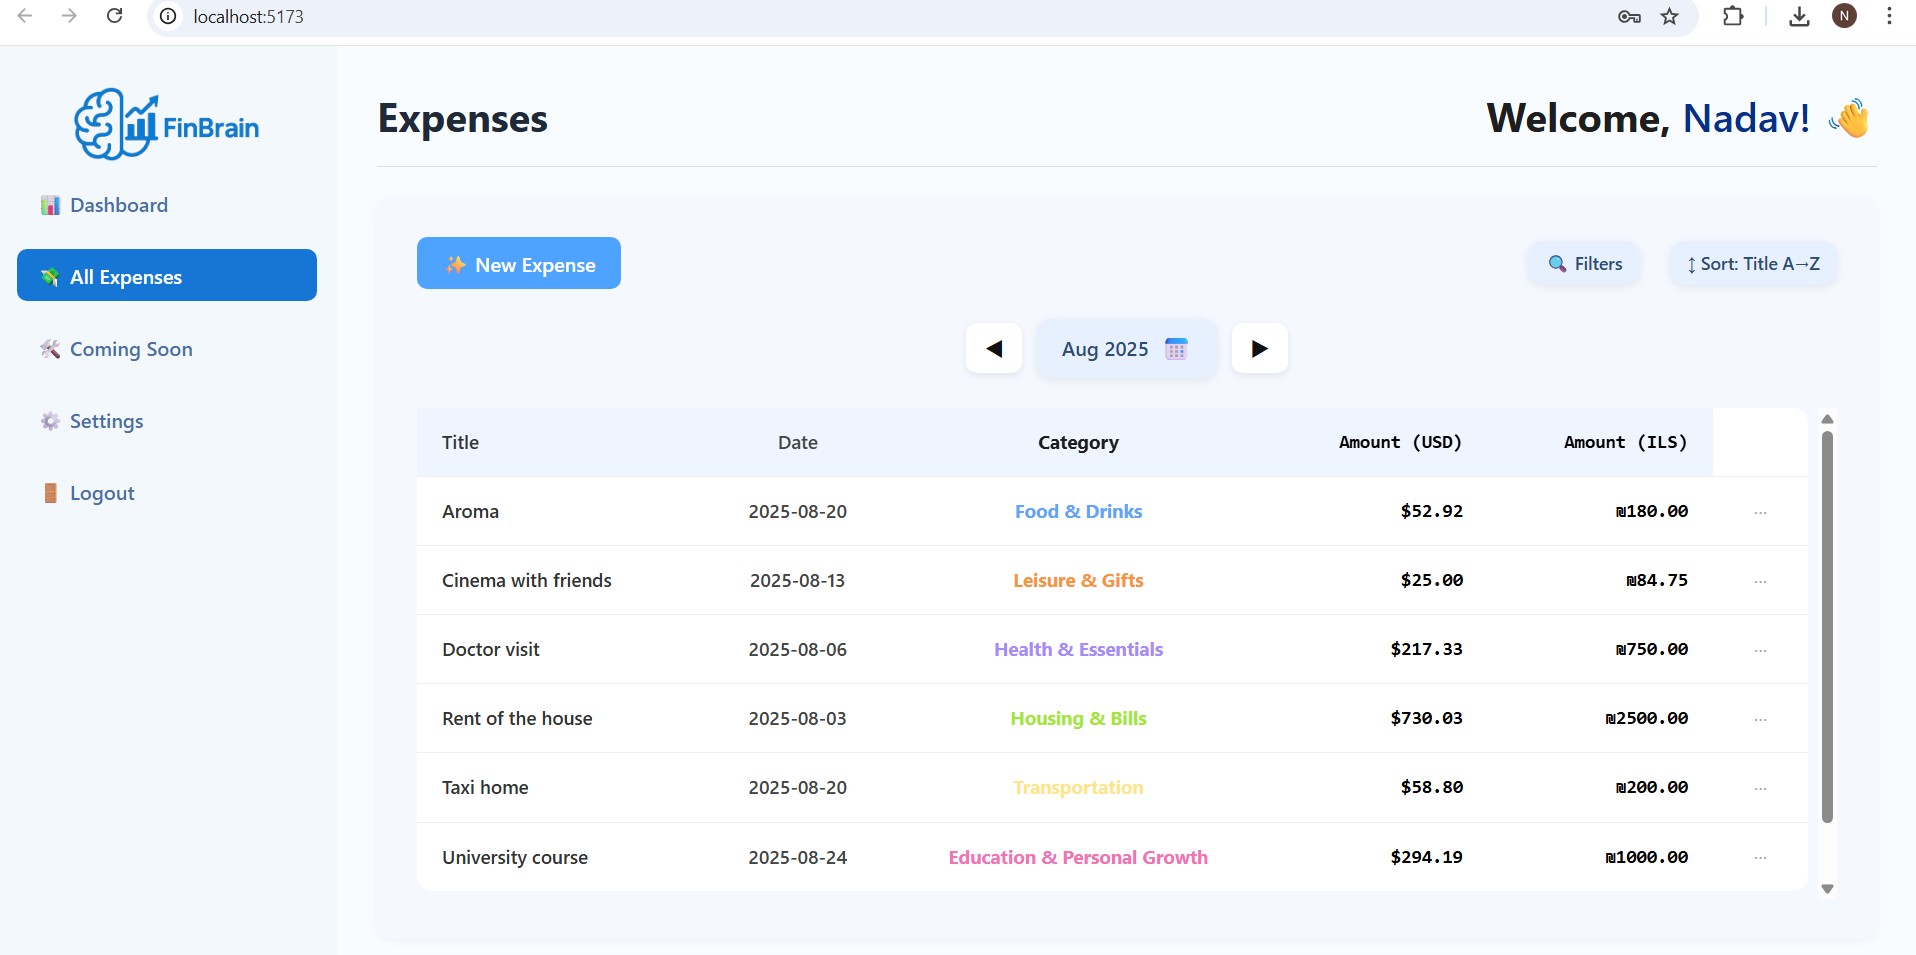 localhost:5173
N
FinBrain
Dashboard
All Expenses
Coming Soon
Settings
Logout
Expenses
Welcome, Nadav! 👋
✨ New Expense
🔍 Filters
↕ Sort: Title A→Z
◀ Aug 2025 ▶
Title Date Category Amount (USD) Amount (ILS)
Aroma 2025-08-20 Food & Drinks $52.92 ₪180.00 ...
Cinema with friends 2025-08-13 Leisure & Gifts $25.00 ₪84.75 ...
Doctor visit 2025-08-06 Health & Essentials $217.33 ₪750.00 ...
Rent of the house 2025-08-03 Housing & Bills $730.03 ₪2500.00 ...
Taxi home 2025-08-20 Transportation $58.80 ₪200.00 ...
University course 2025-08-24 Education & Personal Growth $294.19 ₪1000.00 ...